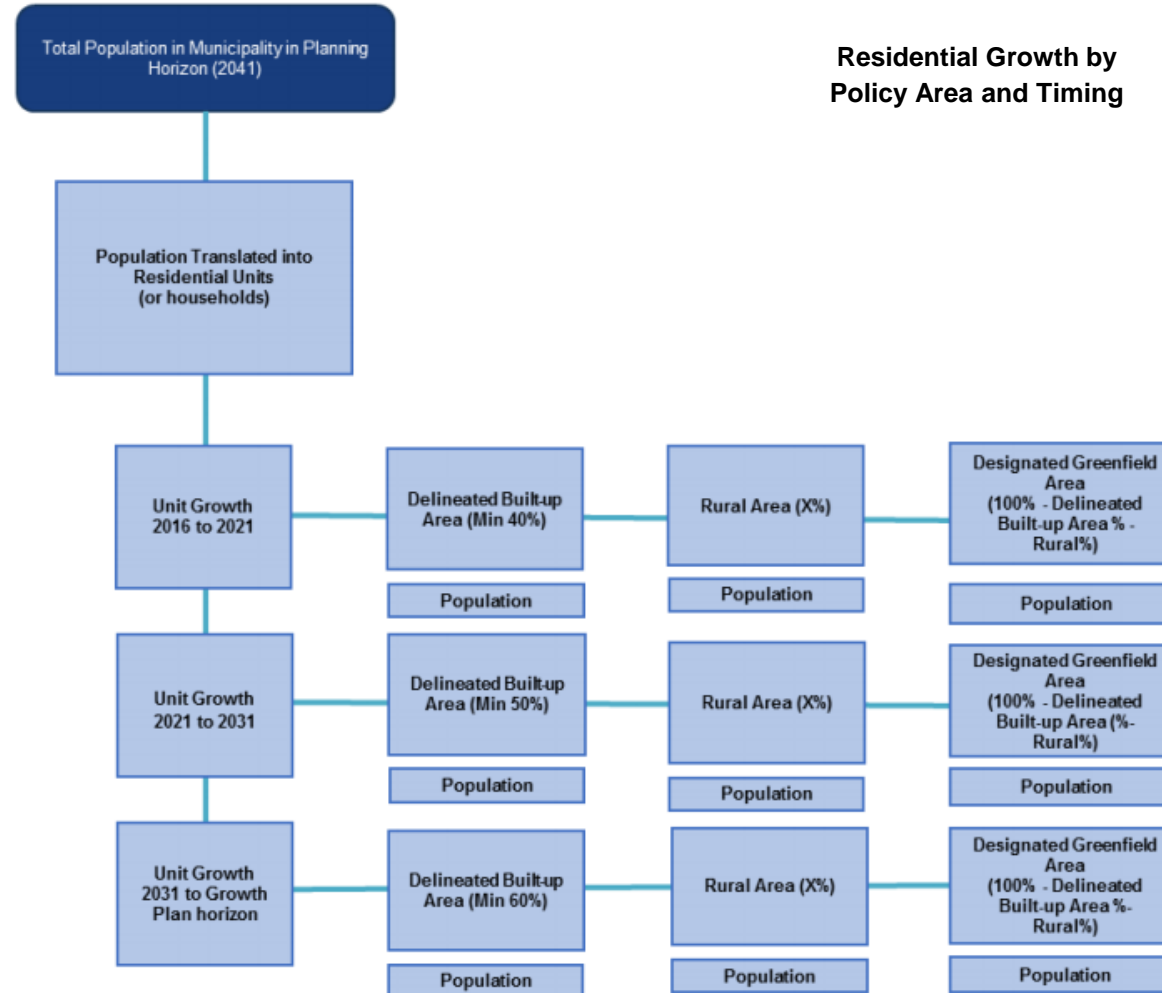 Total Population in Municipality in Planning
Horizon (2041)
Residential Growth by
Policy Area and Timing
Population Translated into
Residential Units
(or households)
Unit Growth
2016 to 2021
Delineated Built-up
Area (Min 40%)
Rural Area (X%)
Designated Greenfield
Area
(100% - Delineated
Built-up Area % -
Rural%)
Population
Population
Population
Unit Growth
2021 to 2031
Delineated Built-up
Area (Min 50%)
Rural Area (X%)
Designated Greenfield
Area
(100% - Delineated
Built-up Area (%-
Rural%)
Population
Population
Population
Unit Growth
2031 to Growth
Plan horizon
Delineated Built-up
Area (Min 60%)
Rural Area (X%)
Designated Greenfield
Area
(100% - Delineated
Built-up Area %-
Rural%)
Population
Population
Population